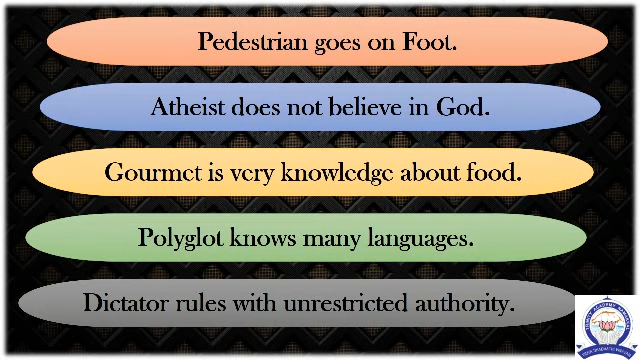 Pedestrian goes on Foot.
Atheist does not believe in God.
Gourmet is very knowledge about food.
Polyglot knows many languages.
Dictator rules with unrestricted authority.